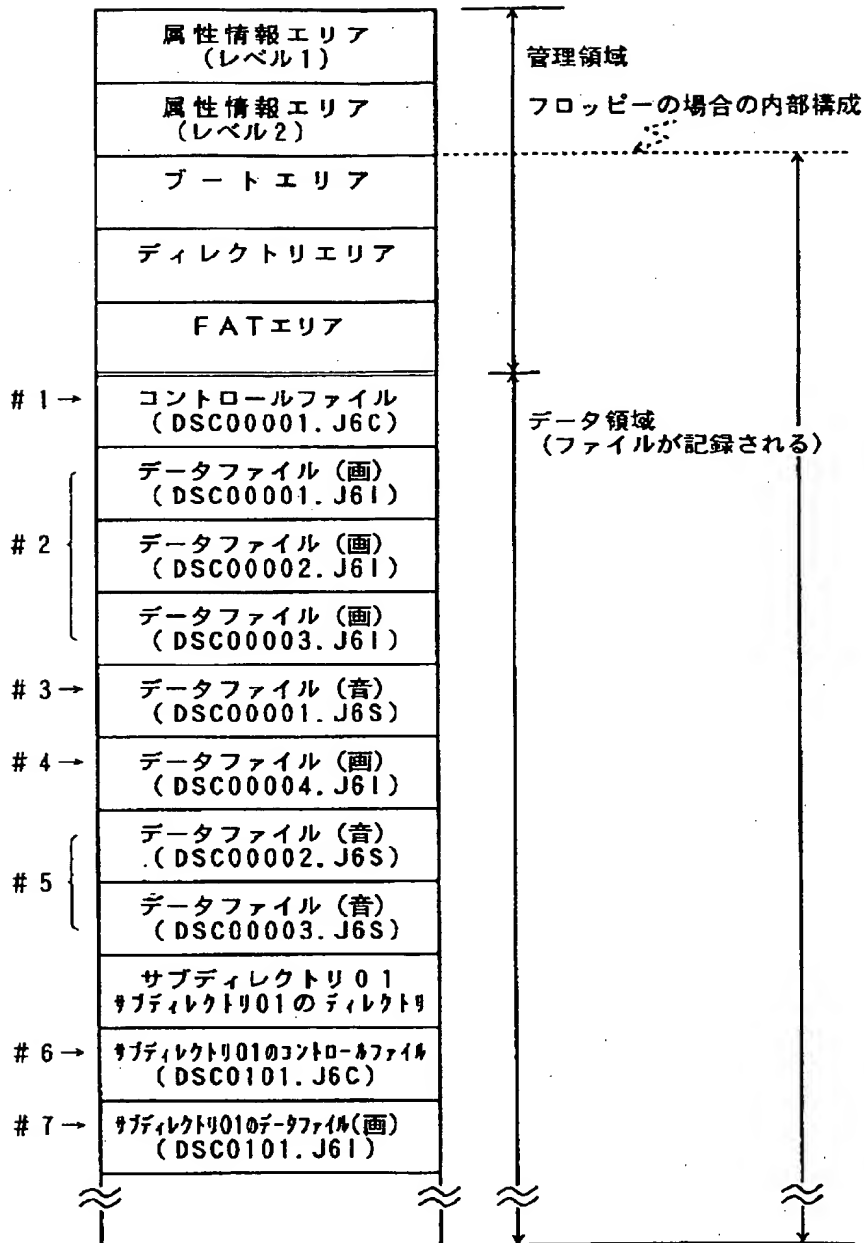 属性情報エリア
(レベル1)
管理領域
属性情報エリア
(レベル2)
フロッピーの場合の内部構成
ブートエリア
ディレクトリエリア
FATエリア
#1→
コントロールファイル
(DSC00001.J6C)
データ領域
(ファイルが記録される)
#2
データファイル(画)
(DSC00001.J6I)
データファイル(画)
(DSC00002.J6I)
データファイル(画)
(DSC00003.J6I)
#3→
データファイル(音)
(DSC00001.J6S)
#4→
データファイル(画)
(DSC00004.J6I)
#5
データファイル(音)
(DSC00002.J6S)
データファイル(音)
(DSC00003.J6S)
サブディレクトリ01
サブディレクトリ01のディレクトリ
#6→
サブディレクトリ01のコントロールファイル
(DSC0101.J6C)
#7→
サブディレクトリ01のデータファイル(画)
(DSC0101.J6I)